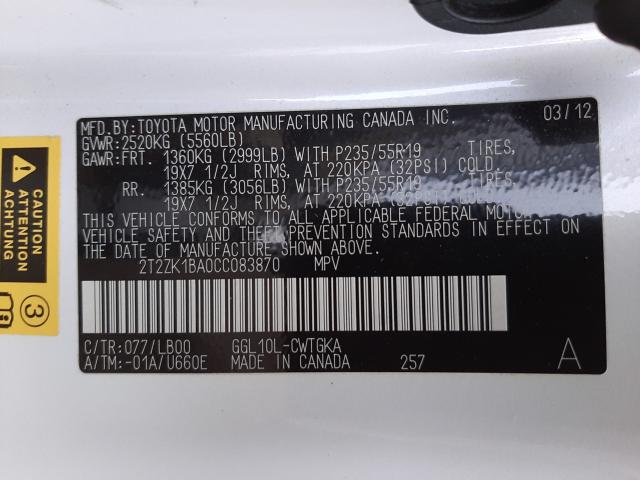 MFD.BY:TOYOTA MOTOR MANUFACTURING CANADA INC. 03/12
GVWR:2520KG (5560LB)
GAWR:FRT. 1360KG (2999LB) WITH P235/55R19 TIRES,
19X7 1/2J RIMS, AT 220KPA (32PSI) COLD
RR. 1385KG (3056LB) WITH P235/55R19 TIRES,
19X7 1/2J RIMS, AT 220KPA (32PSI) COLD
THIS VEHICLE CONFORMS TO ALL APPLICABLE FEDERAL MOTOR
VEHICLE SAFETY AND THEFT PREVENTION STANDARDS IN EFFECT ON
THE DATE OF MANUFACTURE SHOWN ABOVE.
2T2ZK1BA0CC083870 MPV
C/TR:077/LB00 GGL10L-CWTGKA
A/TM:-01A/U660E MADE IN CANADA 257 A
CAUTION
ATTENTION
ACHTUNG
3